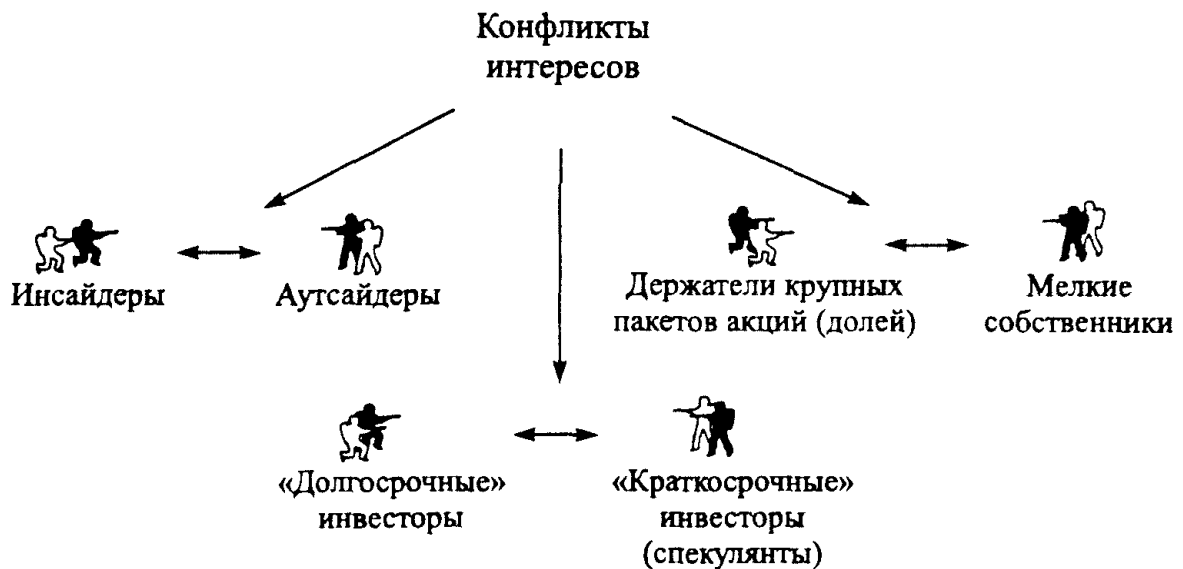 Конфликты
интересов
Инсайдеры
Аутсайдеры
Держатели крупных
пакетов акций (долей)
Мелкие
собственники
«Долгосрочные»
инвесторы
«Краткосрочные»
инвесторы
(спекулянты)